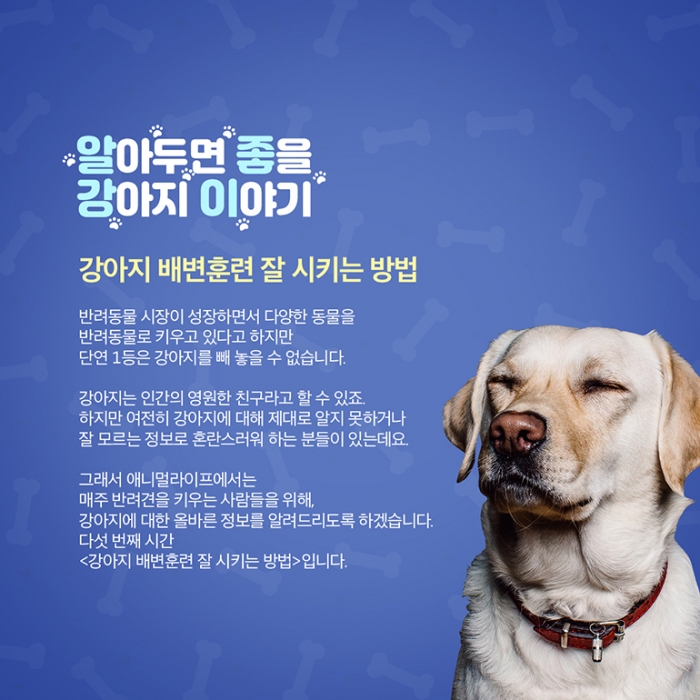 알아두면 좋을
강아지 이야기
강아지 배변훈련 잘 시키는 방법
반려동물 시장이 성장하면서 다양한 동물을
반려동물로 키우고 있다고 하지만
단연 1등은 강아지를 빼 놓을 수 없습니다.
강아지는 인간의 영원한 친구라고 할 수 있죠.
하지만 여전히 강아지에 대해 제대로 알지 못하거나
잘 모르는 정보로 혼란스러워 하는 분들이 있는데요.
그래서 애니멀라이프에서는
매주 반려견을 키우는 사람들을 위해,
강아지에 대한 올바른 정보를 알려드리도록 하겠습니다.
다섯 번째 시간
<강아지 배변훈련 잘 시키는 방법>입니다.